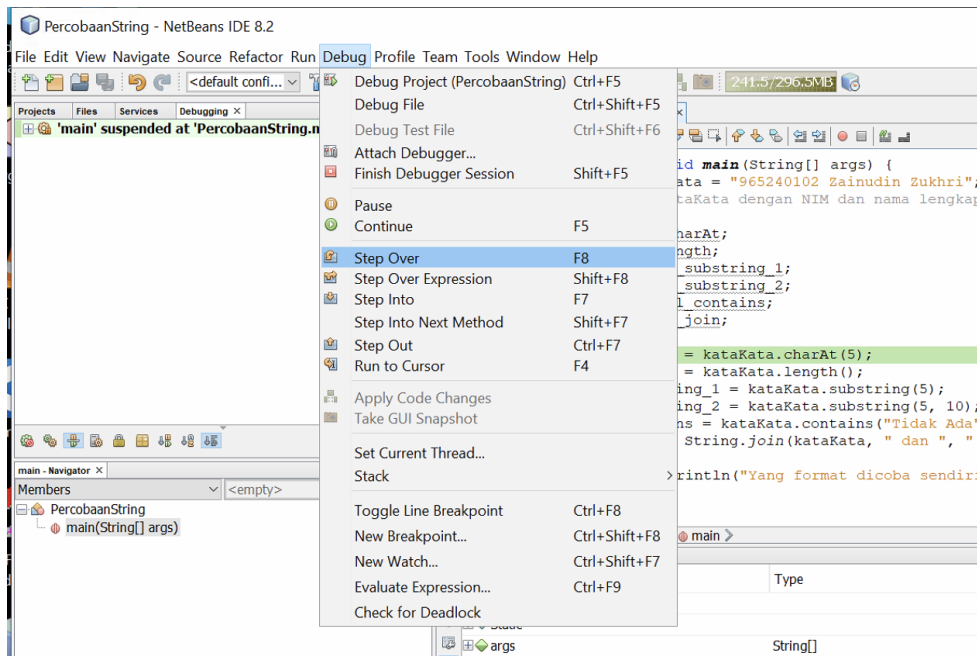 PercobaanString - NetBeans IDE 8.2
File Edit View Navigate Source Refactor Run Debug Profile Team Tools Window Help
<default confi...
241.5/296.5MB
Projects Files Services Debugging
'main' suspended at 'PercobaanString.m
Debug Project (PercobaanString) Ctrl+F5
Debug File Ctrl+Shift+F5
Debug Test File Ctrl+Shift+F6
Attach Debugger...
Finish Debugger Session Shift+F5
Pause
Continue F5
Step Over F8
Step Over Expression Shift+F8
Step Into F7
Step Into Next Method Shift+F7
Step Out Ctrl+F7
Run to Cursor F4
Apply Code Changes
Take GUI Snapshot
Set Current Thread...
Stack
Toggle Line Breakpoint Ctrl+F8
New Breakpoint... Ctrl+Shift+F8
New Watch... Ctrl+Shift+F7
Evaluate Expression... Ctrl+F9
Check for Deadlock
id main(String[] args) {
ata = "965240102 Zainudin Zukhri";
taKata dengan NIM dan nama lengkap
harAt;
ngth;
_substring_1;
_substring_2;
l_contains;
_join;
= kataKata.charAt(5);
= kataKata.length();
ing_1 = kataKata.substring(5);
ing_2 = kataKata.substring(5, 10);
ns = kataKata.contains("Tidak Ada"
String.join(kataKata, " dan ", "
println("Yang format dicoba sendiri
main - Navigator
Members <empty>
PercobaanString
main(String[] args)
main
Type
args String[]